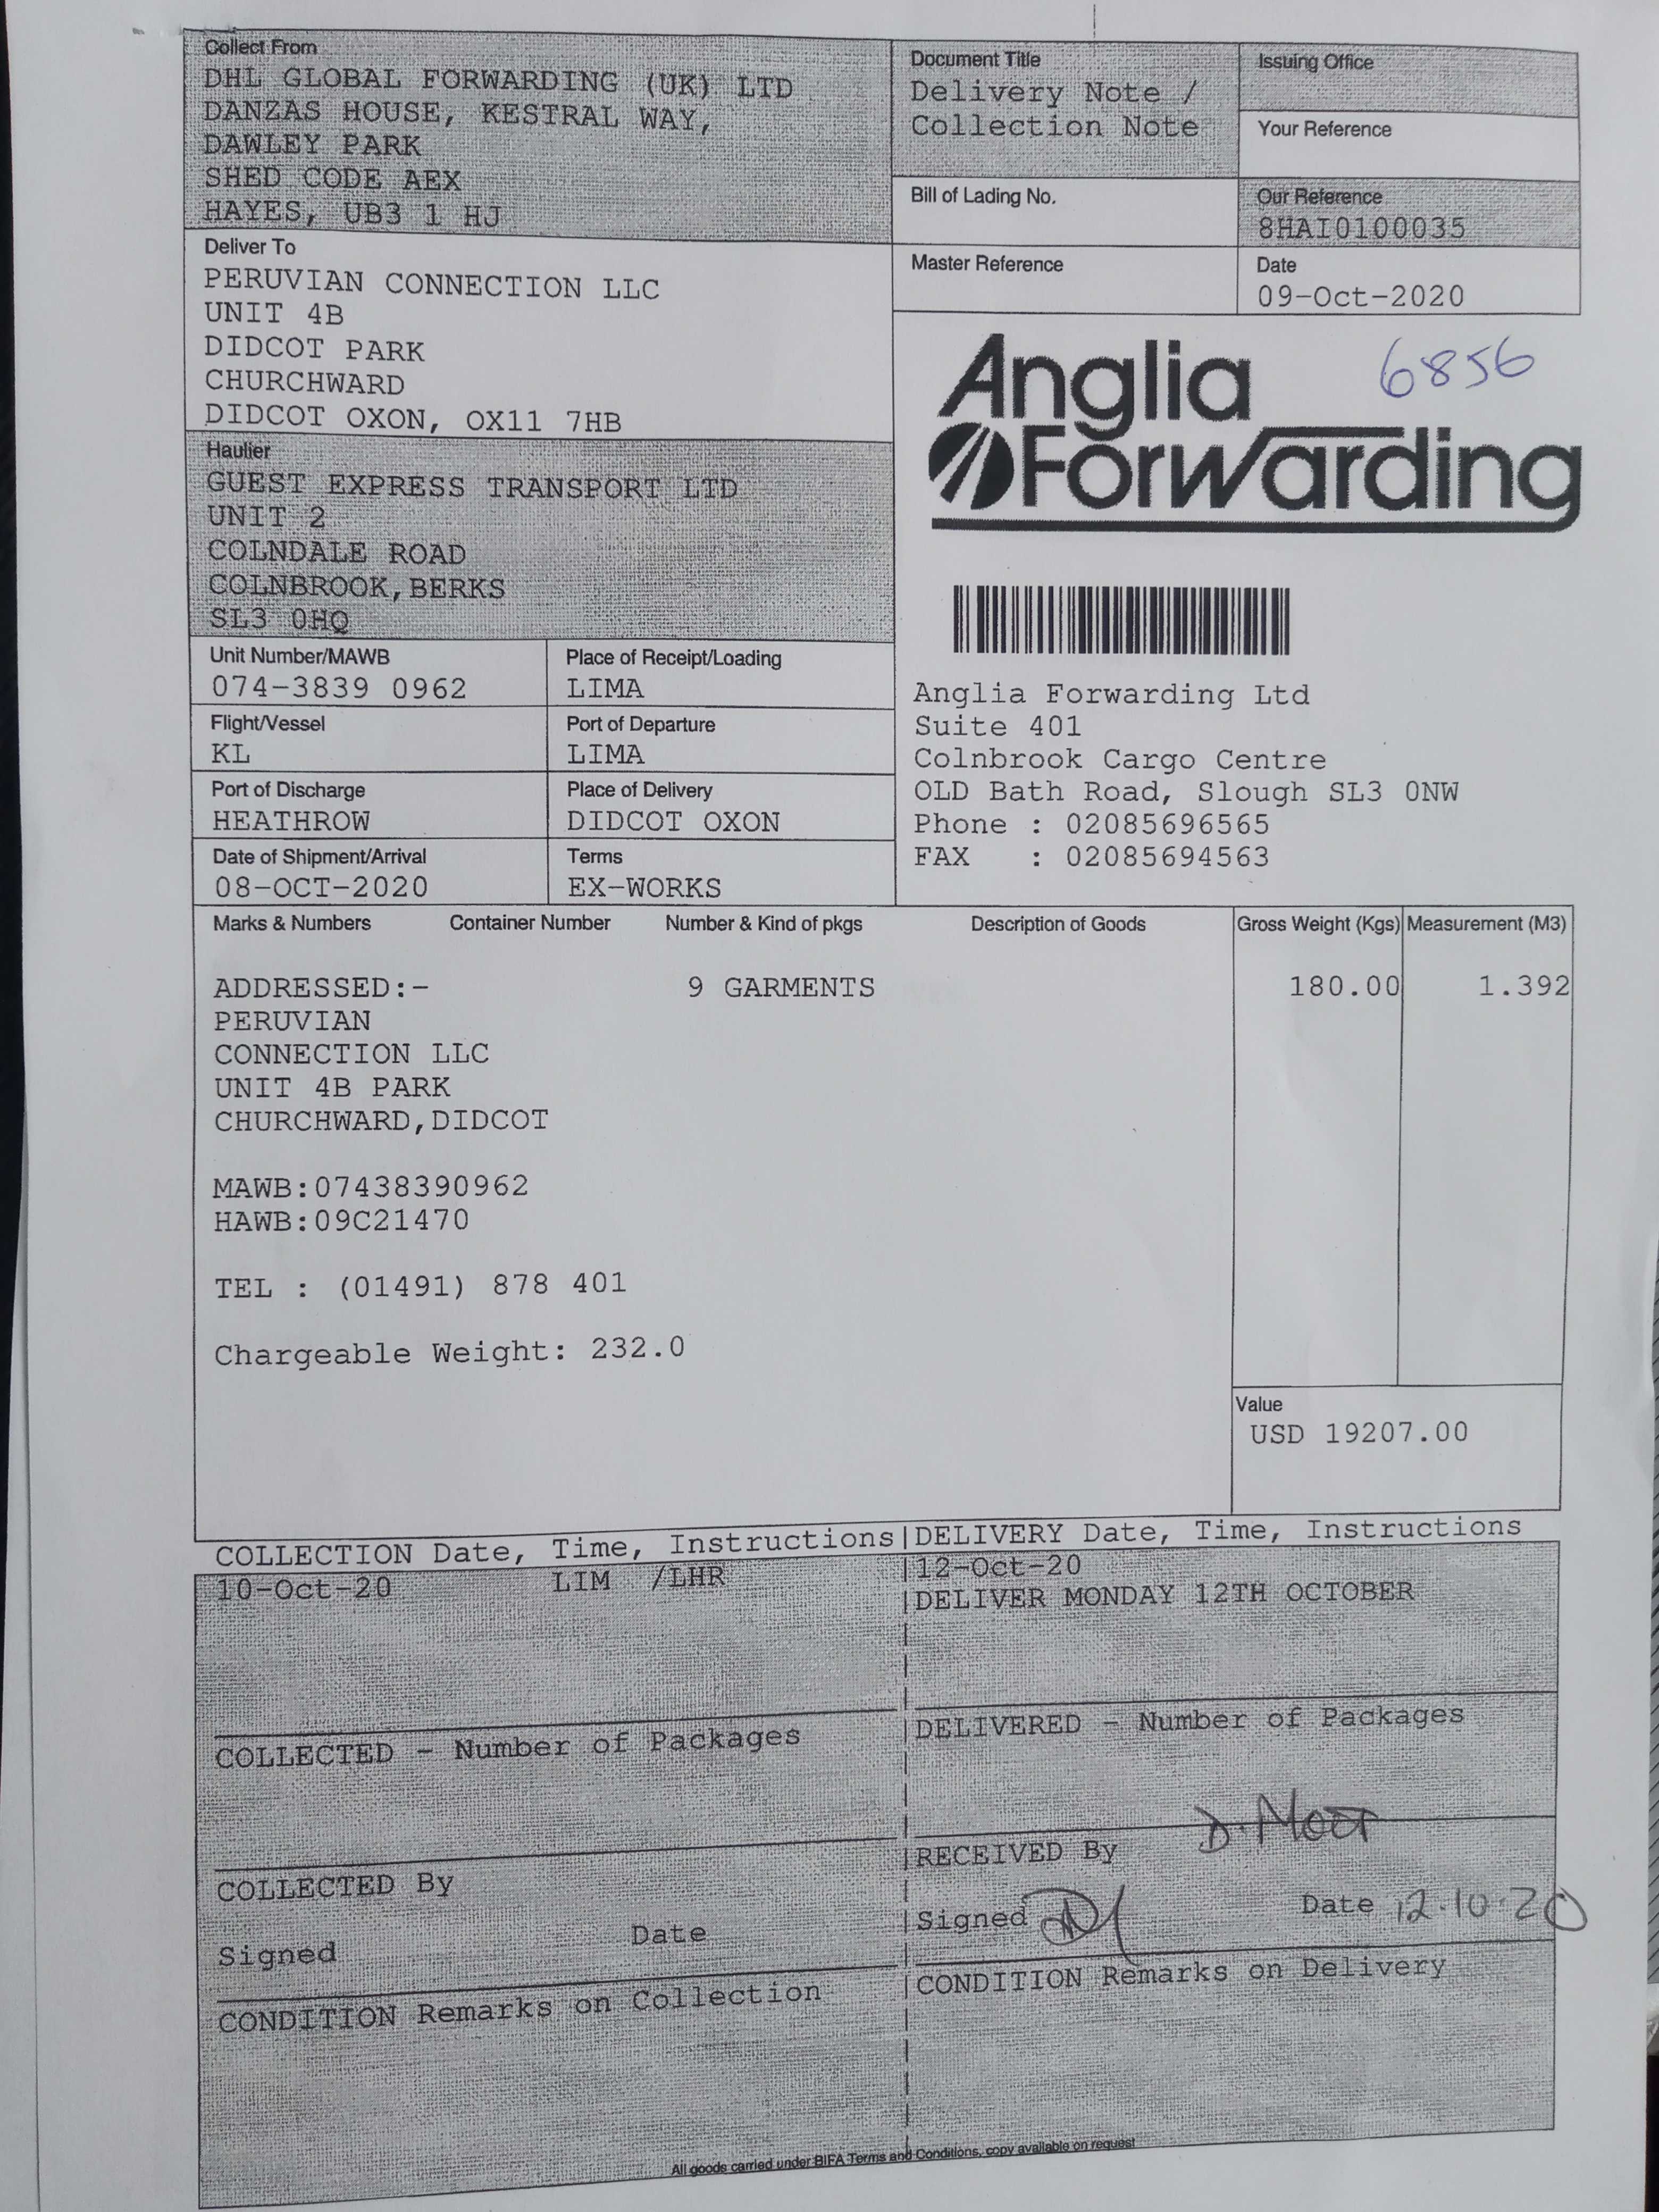 Collect From
DHL GLOBAL FORWARDING (UK) LTD
DANZAS HOUSE, KESTRAL WAY,
DAWLEY PARK
SHED CODE AEX
HAYES, UB3 1 HJ
Document Title
Delivery Note /
Collection Note
Issuing Office
Your Reference
Bill of Lading No.
Our Reference
8HAI0100035
Master Reference
Date
09-Oct-2020
Deliver To
PERUVIAN CONNECTION LLC
UNIT 4B
DIDCOT PARK
CHURCHWARD
DIDCOT OXON, OX11 7HB
Haulier
GUEST EXPRESS TRANSPORT LTD
UNIT 2
COLNDALE ROAD
COLNBROOK,BERKS
SL3 0HQ
Anglia
Forwarding
6856
Unit Number/MAWB
074-3839 0962
Place of Receipt/Loading
LIMA
Flight/Vessel
KL
Port of Departure
LIMA
Port of Discharge
HEATHROW
Place of Delivery
DIDCOT OXON
Date of Shipment/Arrival
08-OCT-2020
Terms
EX-WORKS
Anglia Forwarding Ltd
Suite 401
Colnbrook Cargo Centre
OLD Bath Road, Slough SL3 0NW
Phone : 02085696565
FAX : 02085694563
Marks & Numbers Container Number Number & Kind of pkgs Description of Goods Gross Weight (Kgs) Measurement (M3)
ADDRESSED:- 9 GARMENTS 180.00 1.392
PERUVIAN
CONNECTION LLC
UNIT 4B PARK
CHURCHWARD,DIDCOT
MAWB:07438390962
HAWB:09C21470
TEL : (01491) 878 401
Chargeable Weight: 232.0
Value
USD 19207.00
COLLECTION Date, Time, Instructions|DELIVERY Date, Time, Instructions
10-Oct-20 LIM /LHR |12-Oct-20
|DELIVER MONDAY 12TH OCTOBER
COLLECTED - Number of Packages |DELIVERED - Number of Packages
COLLECTED By
Signed Date
|RECEIVED By D.
|Signed Date 12.10.20
CONDITION Remarks on Collection |CONDITION Remarks on Delivery
All goods carried under BIFA Terms and Conditions, copy available on request